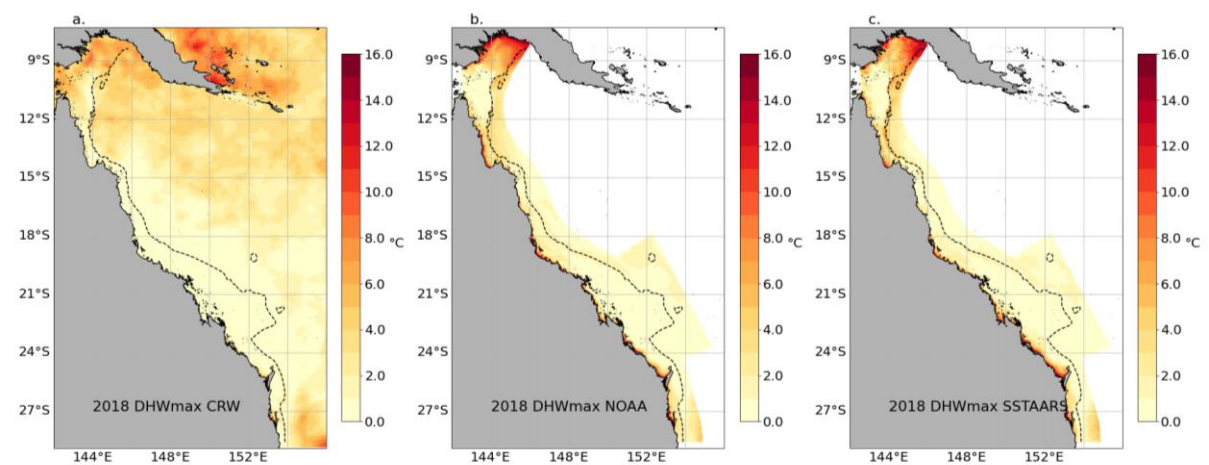 a.
9°S
12°S
15°S
18°S
21°S
24°S
27°S
144°E 148°E 152°E
2018 DHWmax CRW
16.0
14.0
12.0
10.0
8.0 °C
6.0
4.0
2.0
0.0
b.
9°S
12°S
15°S
18°S
21°S
24°S
27°S
144°E 148°E 152°E
2018 DHWmax NOAA
16.0
14.0
12.0
10.0
8.0 °C
6.0
4.0
2.0
0.0
c.
9°S
12°S
15°S
18°S
21°S
24°S
27°S
144°E 148°E 152°E
2018 DHWmax SSTAARS
16.0
14.0
12.0
10.0
8.0 °C
6.0
4.0
2.0
0.0